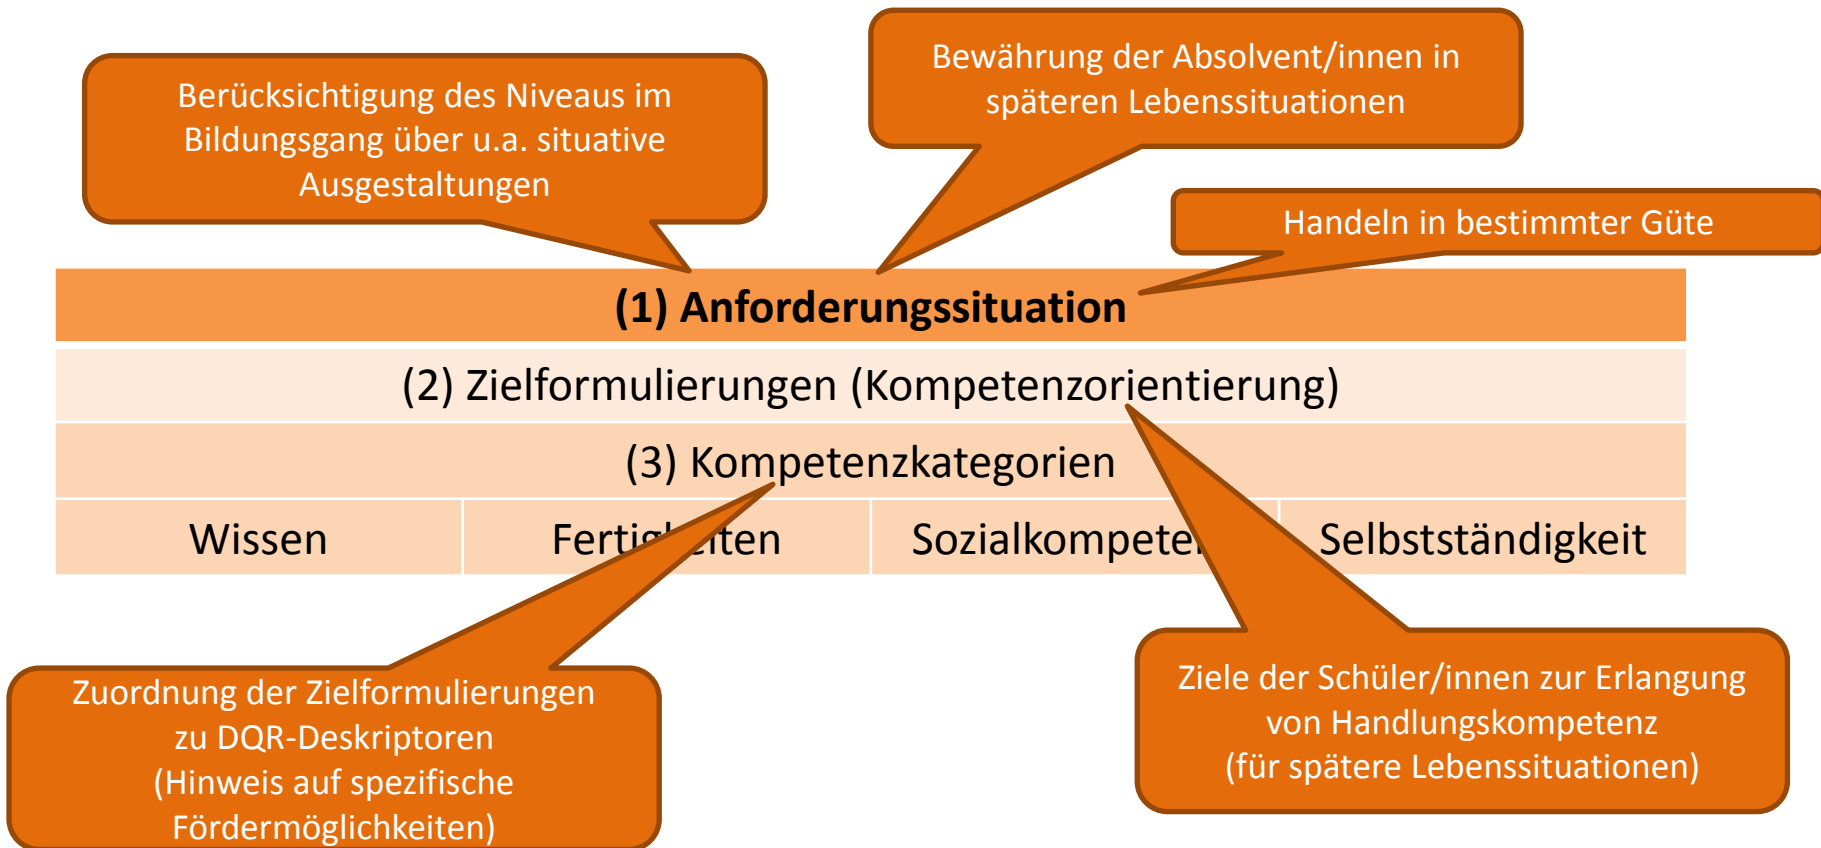 Berücksichtigung des Niveaus im
Bildungsgang über u.a. situative
Ausgestaltungen
Bewährung der Absolvent/innen in
späteren Lebenssituationen
Handeln in bestimmter Güte
(1) Anforderungssituation
(2) Zielformulierungen (Kompetenzorientierung)
(3) Kompetenzkategorien
Wissen
Fertigkeiten
Sozialkompetenz
Selbstständigkeit
Zuordnung der Zielformulierungen
zu DQR-Deskriptoren
(Hinweis auf spezifische
Fördermöglichkeiten)
Ziele der Schüler/innen zur Erlangung
von Handlungskompetenz
(für spätere Lebenssituationen)